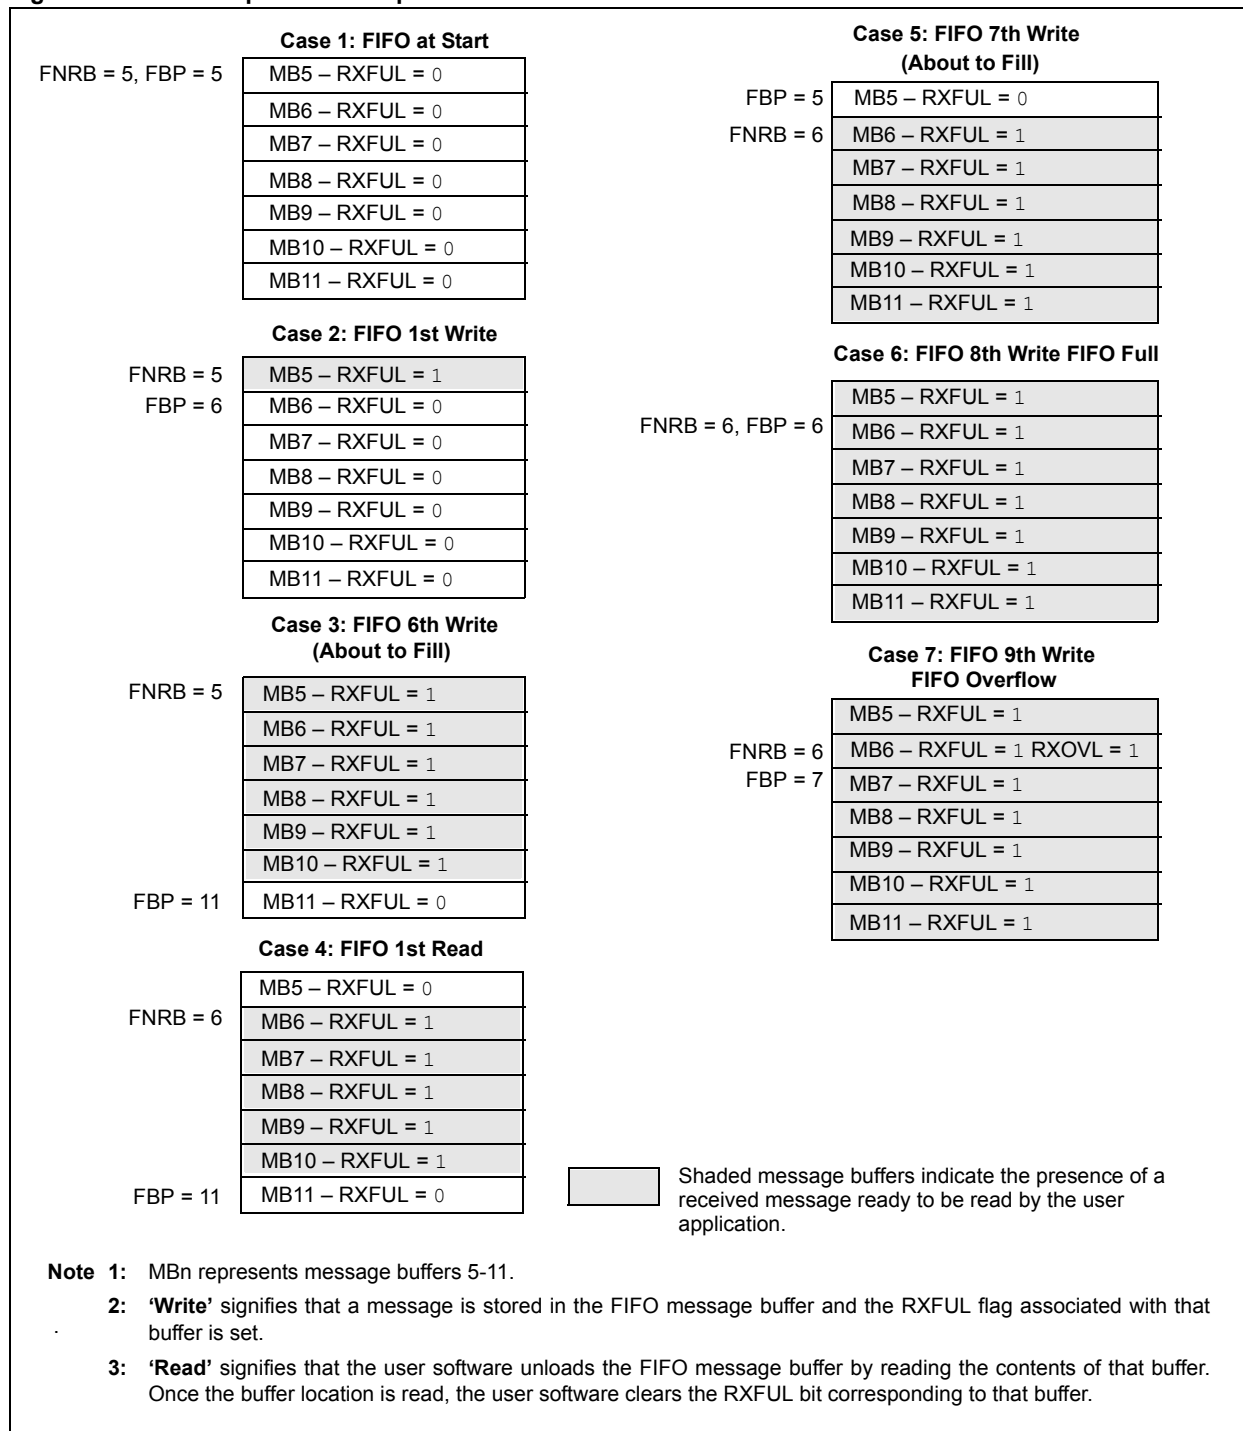 Case 1: FIFO at Start
FNRB = 5, FBP = 5
MB5 – RXFUL = 0
MB6 – RXFUL = 0
MB7 – RXFUL = 0
MB8 – RXFUL = 0
MB9 – RXFUL = 0
MB10 – RXFUL = 0
MB11 – RXFUL = 0
Case 2: FIFO 1st Write
FNRB = 5
MB5 – RXFUL = 1
FBP = 6
MB6 – RXFUL = 0
MB7 – RXFUL = 0
MB8 – RXFUL = 0
MB9 – RXFUL = 0
MB10 – RXFUL = 0
MB11 – RXFUL = 0
Case 3: FIFO 6th Write
(About to Fill)
FNRB = 5
MB5 – RXFUL = 1
MB6 – RXFUL = 1
MB7 – RXFUL = 1
MB8 – RXFUL = 1
MB9 – RXFUL = 1
MB10 – RXFUL = 1
FBP = 11
MB11 – RXFUL = 0
Case 4: FIFO 1st Read
MB5 – RXFUL = 0
FNRB = 6
MB6 – RXFUL = 1
MB7 – RXFUL = 1
MB8 – RXFUL = 1
MB9 – RXFUL = 1
MB10 – RXFUL = 1
FBP = 11
MB11 – RXFUL = 0
Case 5: FIFO 7th Write
(About to Fill)
FBP = 5
MB5 – RXFUL = 0
FNRB = 6
MB6 – RXFUL = 1
MB7 – RXFUL = 1
MB8 – RXFUL = 1
MB9 – RXFUL = 1
MB10 – RXFUL = 1
MB11 – RXFUL = 1
Case 6: FIFO 8th Write FIFO Full
MB5 – RXFUL = 1
FNRB = 6, FBP = 6
MB6 – RXFUL = 1
MB7 – RXFUL = 1
MB8 – RXFUL = 1
MB9 – RXFUL = 1
MB10 – RXFUL = 1
MB11 – RXFUL = 1
Case 7: FIFO 9th Write
FIFO Overflow
MB5 – RXFUL = 1
FNRB = 6
MB6 – RXFUL = 1 RXOVL = 1
FBP = 7
MB7 – RXFUL = 1
MB8 – RXFUL = 1
MB9 – RXFUL = 1
MB10 – RXFUL = 1
MB11 – RXFUL = 1
Shaded message buffers indicate the presence of a
received message ready to be read by the user
application.
Note 1: MBn represents message buffers 5-11.
2: ‘Write’ signifies that a message is stored in the FIFO message buffer and the RXFUL flag associated with that
. buffer is set.
3: ‘Read’ signifies that the user software unloads the FIFO message buffer by reading the contents of that buffer.
Once the buffer location is read, the user software clears the RXFUL bit corresponding to that buffer.